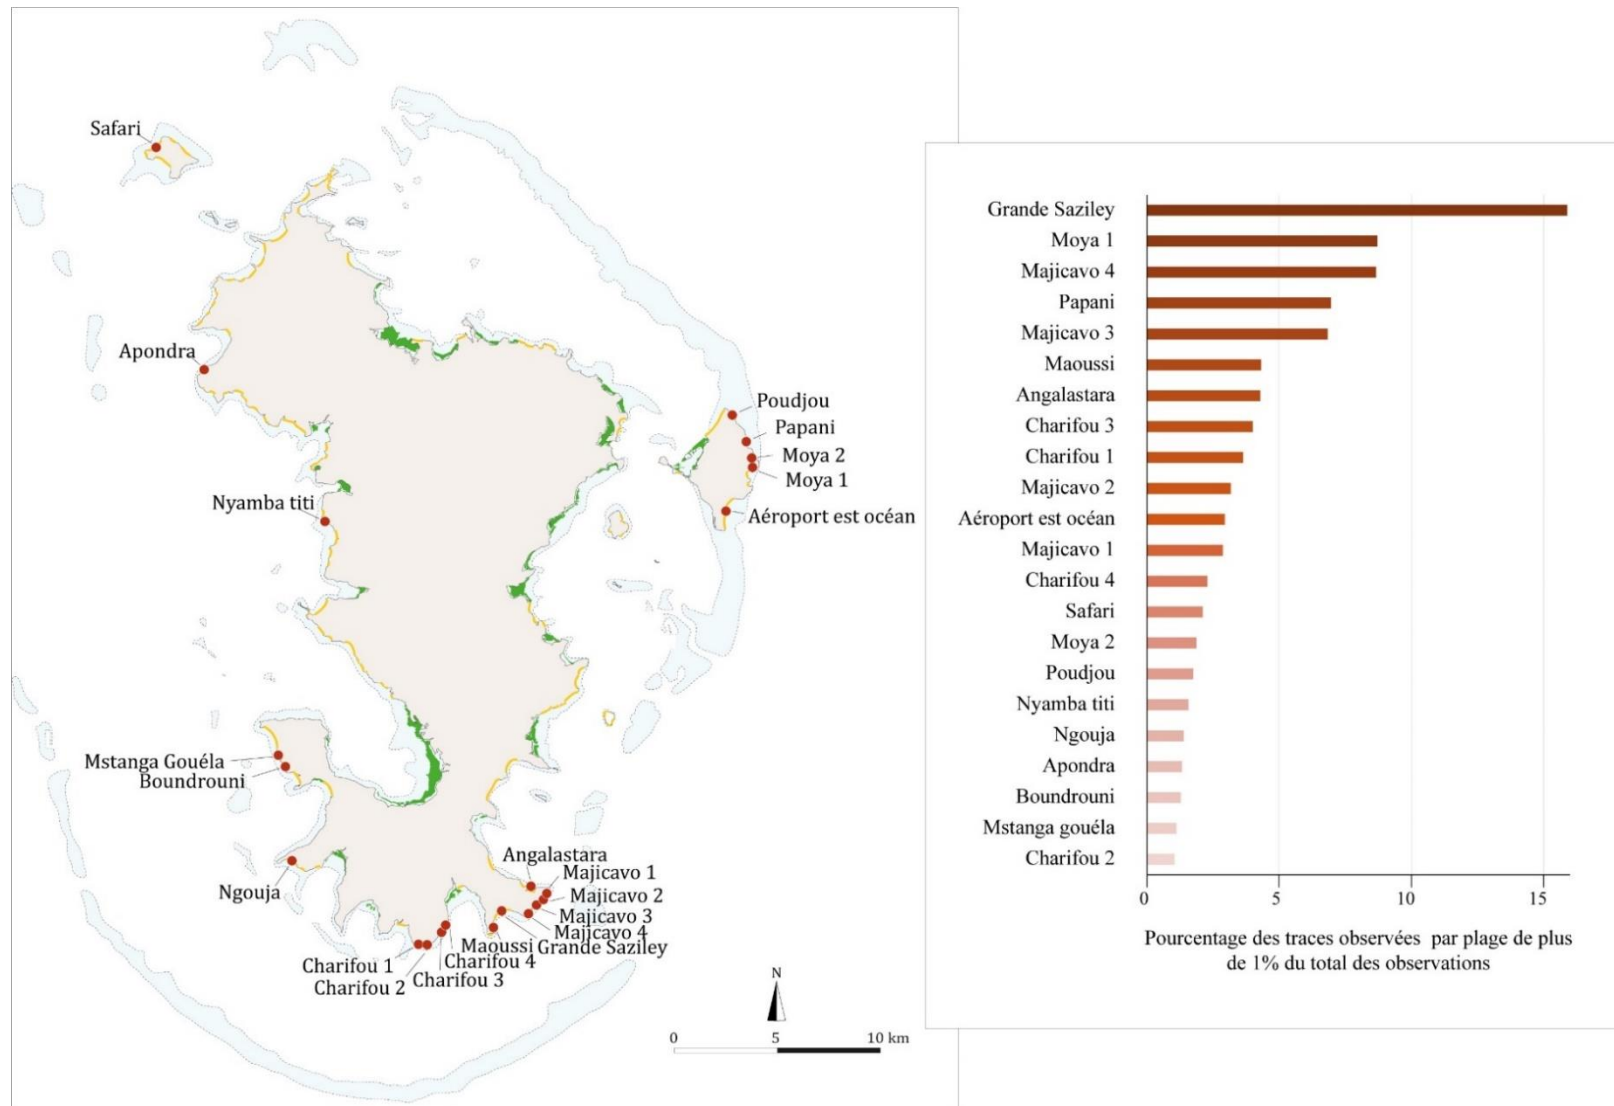 Safari
Apondra
Poudjou
Papani
Moya 2
Moya 1
Nyamba titi
Aéroport est océan
Mstanga Gouéla
Boundrouni
Ngouja
Angalastara
Majicavo 1
Majicavo 2
Majicavo 3
Majicavo 4
Grande Saziley
Maoussi
Charifou 4
Charifou 3
Charifou 1
Charifou 2
N
0 5 10 km
Grande Saziley
Moya 1
Majicavo 4
Papani
Majicavo 3
Maoussi
Angalastara
Charifou 3
Charifou 1
Majicavo 2
Aéroport est océan
Majicavo 1
Charifou 4
Safari
Moya 2
Poudjou
Nyamba titi
Ngouja
Apondra
Boundrouni
Mstanga gouéla
Charifou 2
0 5 10 15
Pourcentage des traces observées par plage de plus
de 1% du total des observations